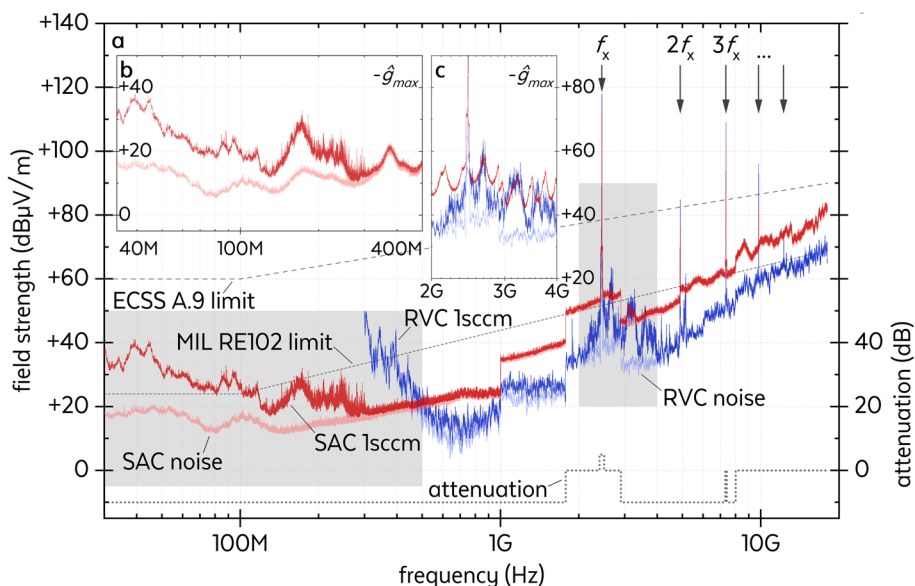 +140
+120
+100
+80
+60
+40
+20
0
field strength (dBμV/m)
a
b
-ĝmax
+40
+20
0
40M
100M
400M
c
-ĝmax
+80
+60
+40
+20
2G
3G
4G
fx
2fx
3fx
...
ECSS A.9 limit
MIL RE102 limit
RVC 1sccm
SAC noise
SAC 1sccm
RVC noise
attenuation
40
20
0
attenuation (dB)
100M
1G
10G
frequency (Hz)